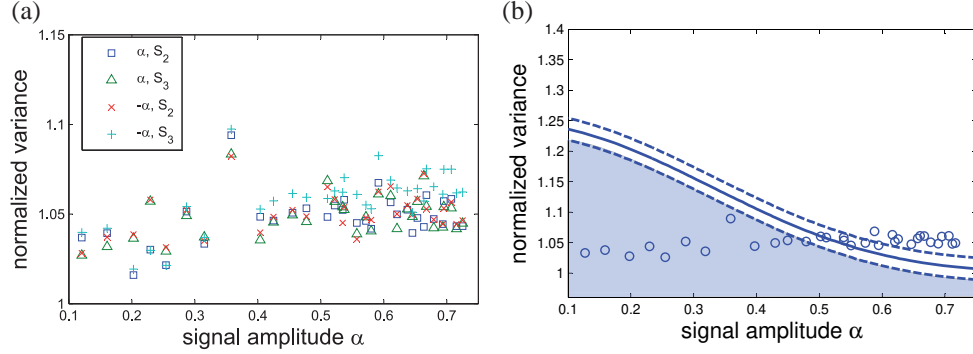 (a)
1.15
1.1
1.05
1
normalized variance
α, S2
α, S3
-α, S2
-α, S3
0.1 0.2 0.3 0.4 0.5 0.6 0.7
signal amplitude α
(b)
1.4
1.35
1.3
1.25
1.2
1.15
1.1
1.05
1
normalized variance
0.1 0.2 0.3 0.4 0.5 0.6 0.7
signal amplitude α